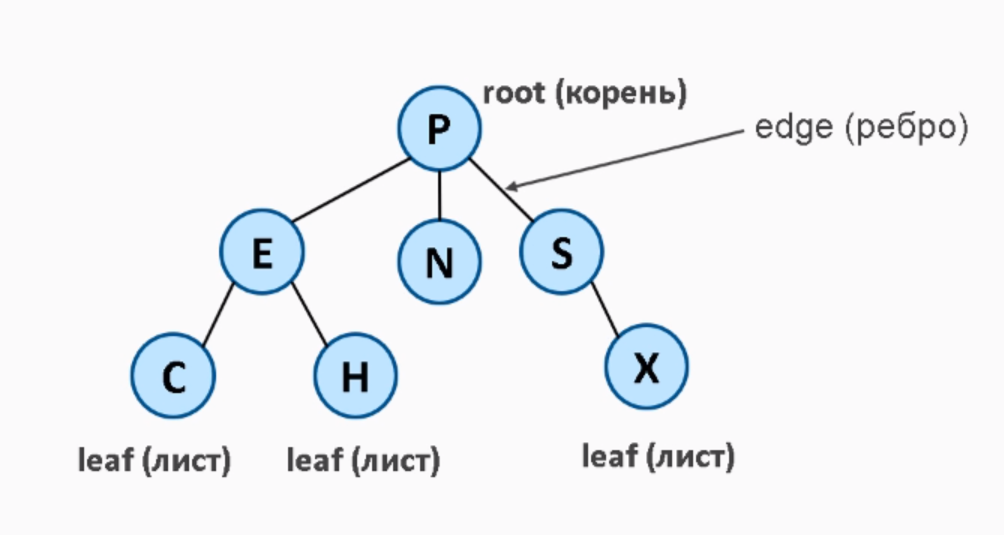 root (корень)
P
edge (ребро)
E
N
S
C
H
X
leaf (лист)
leaf (лист)
leaf (лист)